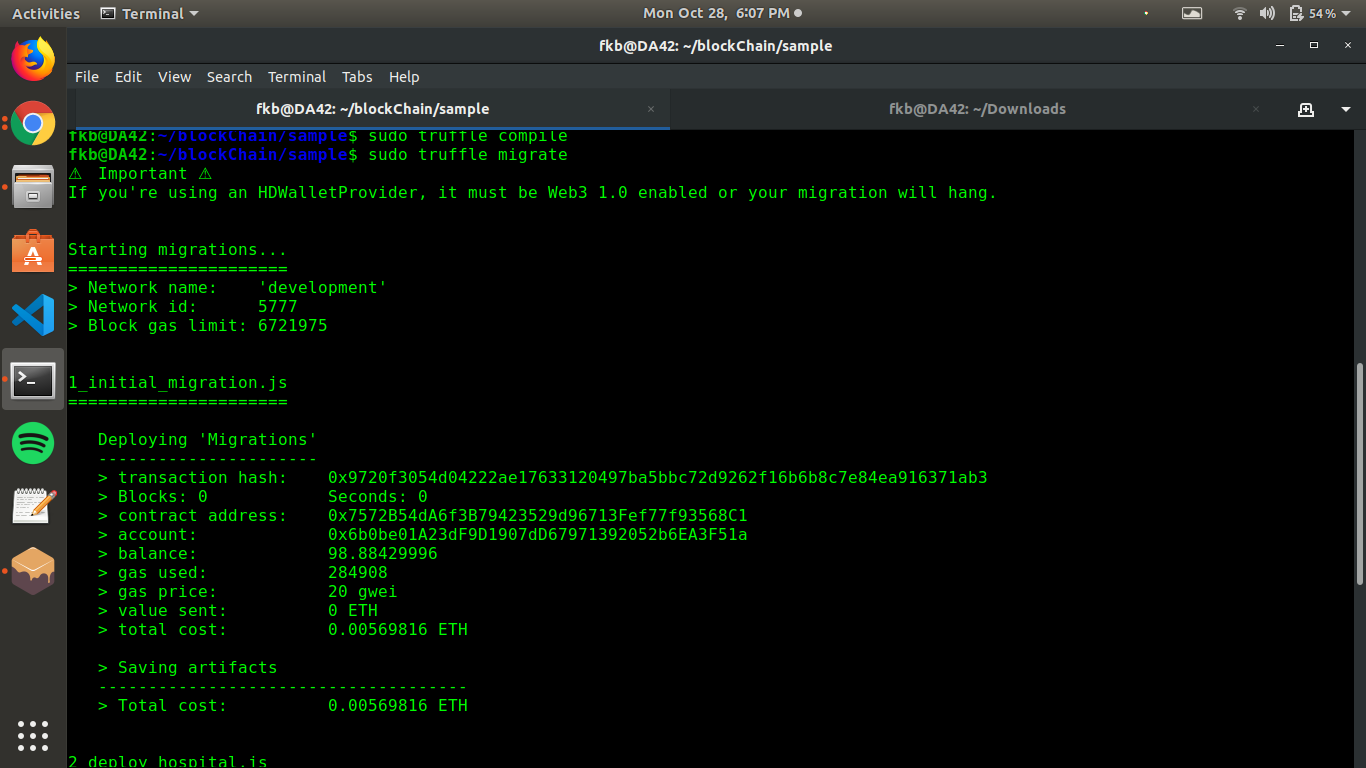 Activities Terminal Mon Oct 28, 6:07 PM 54 %
fkb@DA42: ~/blockChain/sample
File Edit View Search Terminal Tabs Help
fkb@DA42: ~/blockChain/sample fkb@DA42: ~/Downloads
fkb@DA42:~/blockChain/sample$ sudo truffle compile
fkb@DA42:~/blockChain/sample$ sudo truffle migrate
⚠ Important ⚠
If you're using an HDWalletProvider, it must be Web3 1.0 enabled or your migration will hang.
Starting migrations...
======================
> Network name: 'development'
> Network id: 5777
> Block gas limit: 6721975
1_initial_migration.js
======================
Deploying 'Migrations'
----------------------
> transaction hash: 0x9720f3054d04222ae17633120497ba5bbc72d9262f16b6b8c7e84ea916371ab3
> Blocks: 0 Seconds: 0
> contract address: 0x7572B54dA6f3B79423529d96713Fef77f93568C1
> account: 0x6b0be01A23dF9D1907dD67971392052b6EA3F51a
> balance: 98.88429996
> gas used: 284908
> gas price: 20 gwei
> value sent: 0 ETH
> total cost: 0.00569816 ETH
> Saving artifacts
-------------------------------------
> Total cost: 0.00569816 ETH
2_deploy_hospital.js